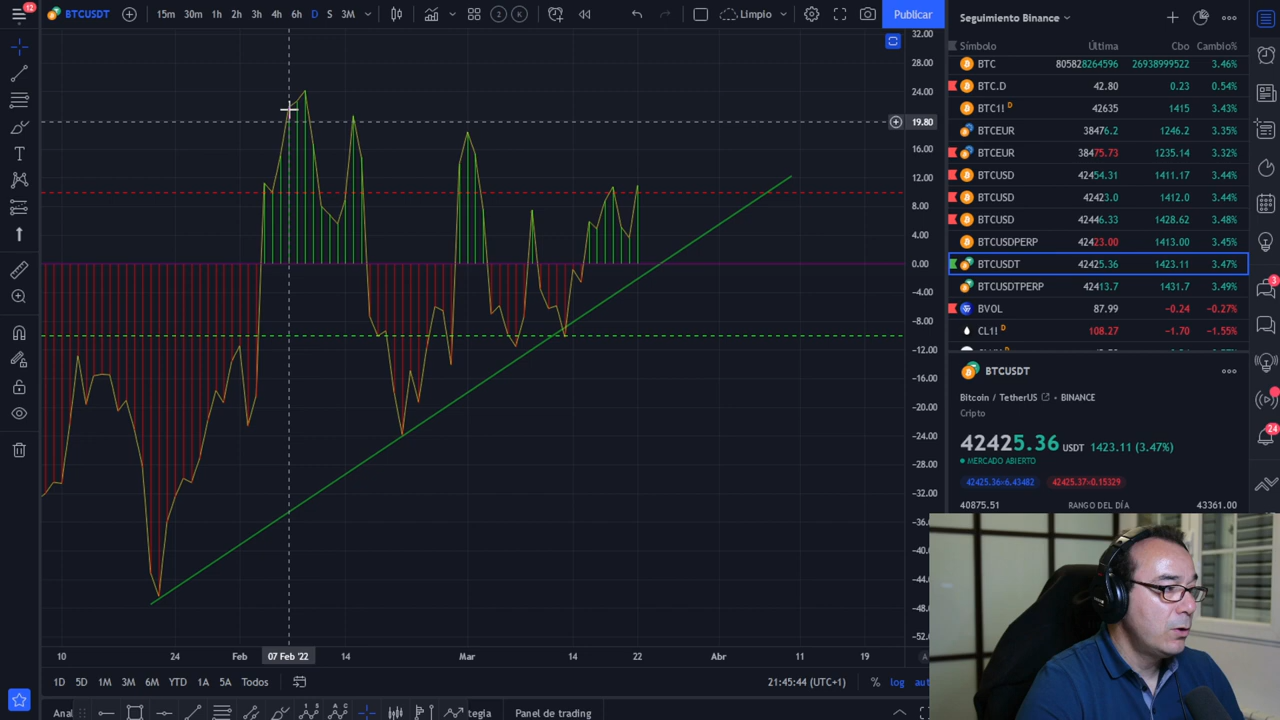 12 BTCUSDT 15m 30m 1h 2h 3h 4h 6h D S 3M 2 K Limplo Publicar
Seguimiento Binance
Símbolo Última Cbo Cambio%
BTC 805828264596 26938999522 3.46%
BTC.D 42.80 0.23 0.54%
BTC1! D 42635 1415 3.43%
BTCEUR 38476.2 1246.2 3.35%
BTCEUR 38475.73 1235.14 3.32%
BTCUSD 42454.31 1411.17 3.44%
BTCUSD 42423.0 1412.0 3.44%
BTCUSD 42446.33 1428.62 3.48%
BTCUSDPERP 42423.00 1413.00 3.45%
BTCUSDT 42425.36 1423.11 3.47%
BTCUSDTPERP 42413.7 1431.7 3.49%
BVOL 87.99 −0.24 −0.27%
CL1! D 108.27 −1.70 −1.55%
BTCUSDT
Bitcoin / TetherUS • BINANCE
Cripto
42425.36 USDT 1423.11 (3.47%)
MERCADO ABIERTO
42425.36×6.43482 42425.37×0.15329
40875.51 RANGO DEL DÍA 43361.00
3
24
32.00
28.00
24.00
19.80
16.00
12.00
8.00
4.00
0.00
−4.00
−8.00
−12.00
−16.00
−20.00
−24.00
−28.00
−32.00
−36.
−40.
−44.
−48.
−52.
10 24 Feb 07 Feb '22 14 Mar 14 22 Abr 11 19
1D 5D 1M 3M 6M YTD 1A 5A Todos 21:45:44 (UTC+1) % log aut
Anal tegia Panel de trading